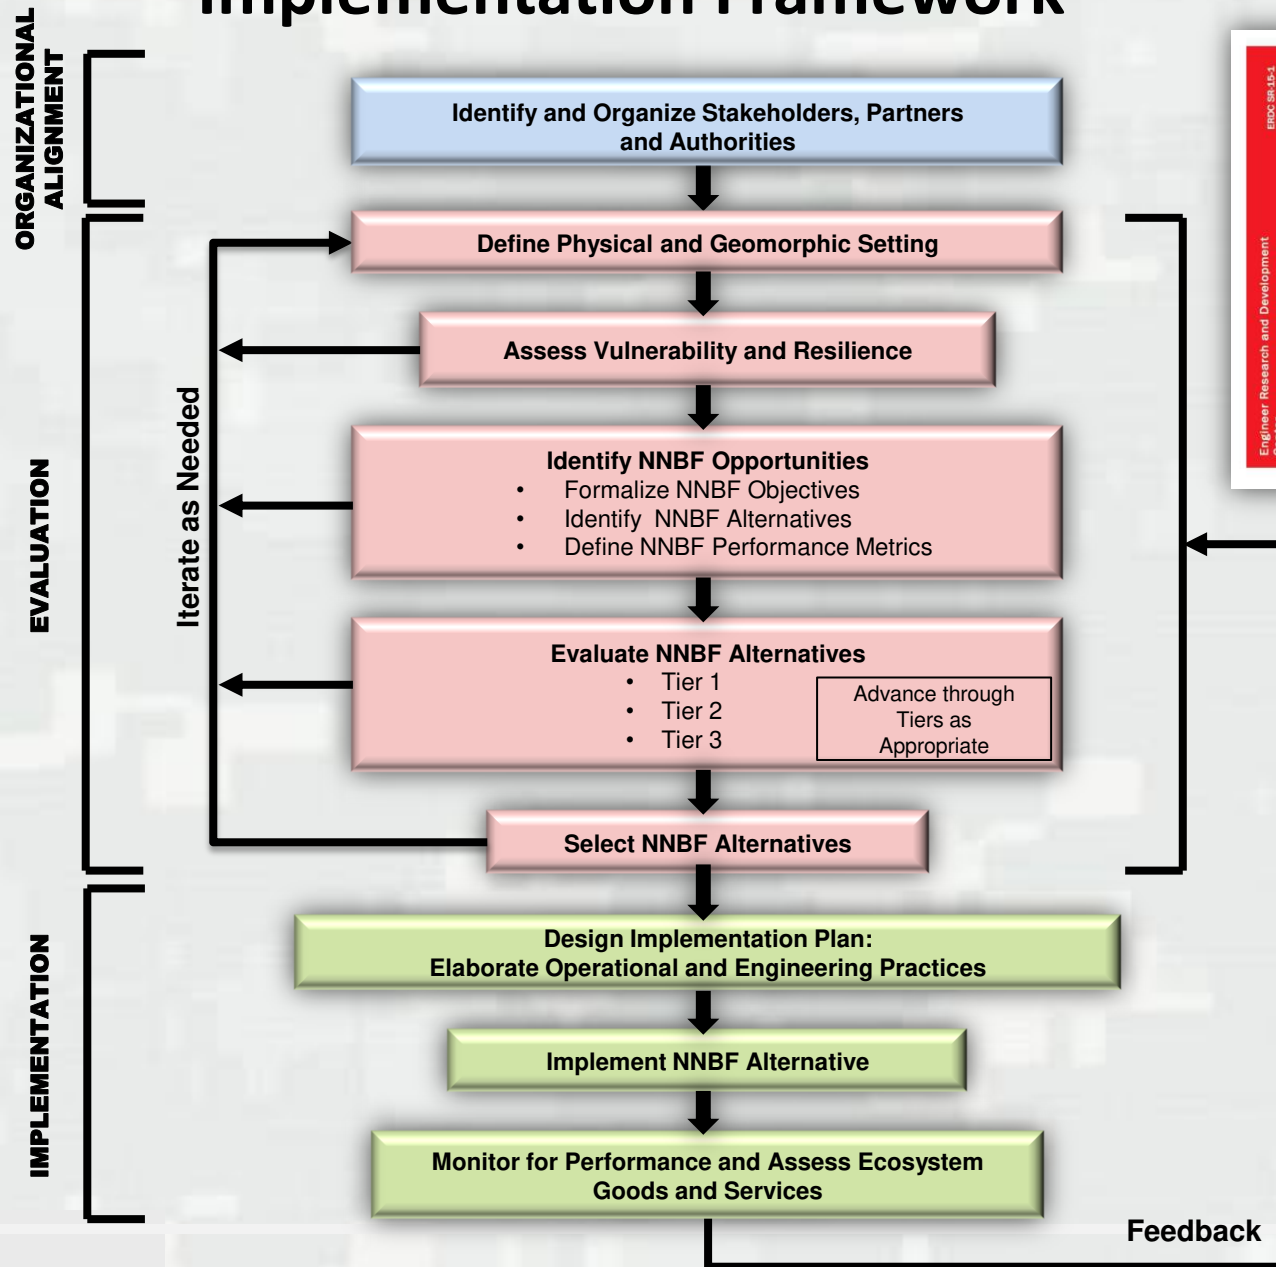 Implementation Framework
ORGANIZATIONAL
ALIGNMENT
Identify and Organize Stakeholders, Partners
and Authorities
ERDC SR-15-1
Engineer Research and Development
EVALUATION
Iterate as Needed
Define Physical and Geomorphic Setting
Assess Vulnerability and Resilience
Identify NNBF Opportunities
• Formalize NNBF Objectives
• Identify NNBF Alternatives
• Define NNBF Performance Metrics
Evaluate NNBF Alternatives
• Tier 1
• Tier 2
• Tier 3
Advance through
Tiers as
Appropriate
Select NNBF Alternatives
IMPLEMENTATION
Design Implementation Plan:
Elaborate Operational and Engineering Practices
Implement NNBF Alternative
Monitor for Performance and Assess Ecosystem
Goods and Services
Feedback